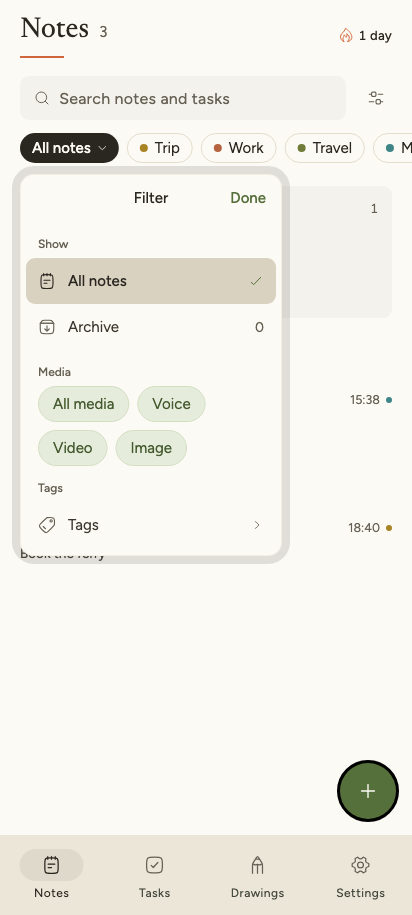 Notes 3
1 day
Search notes and tasks
All notes
Trip
Work
Travel
M
Filter
Done
Show
All notes
1
Archive
0
Media
All media
Voice
15:38
Video
Image
Tags
Tags
18:40
Book the ferry
Notes
Tasks
Drawings
Settings